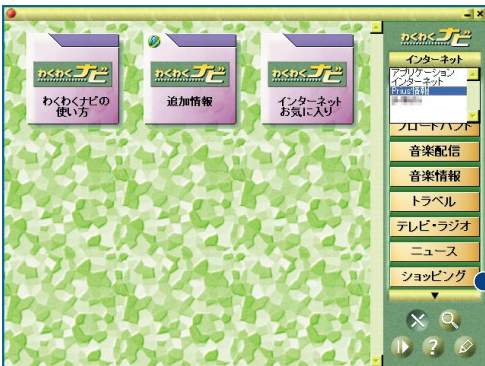 わくわくナビ
わくわくナビの
使い方
わくわくナビ
追加情報
わくわくナビ
インターネット
お気に入り
わくわくナビ
インターネット
アプリケーション
インターネット
Prius情報
ブロードバンド
音楽配信
音楽情報
トラベル
テレビ・ラジオ
ニュース
ショッピング